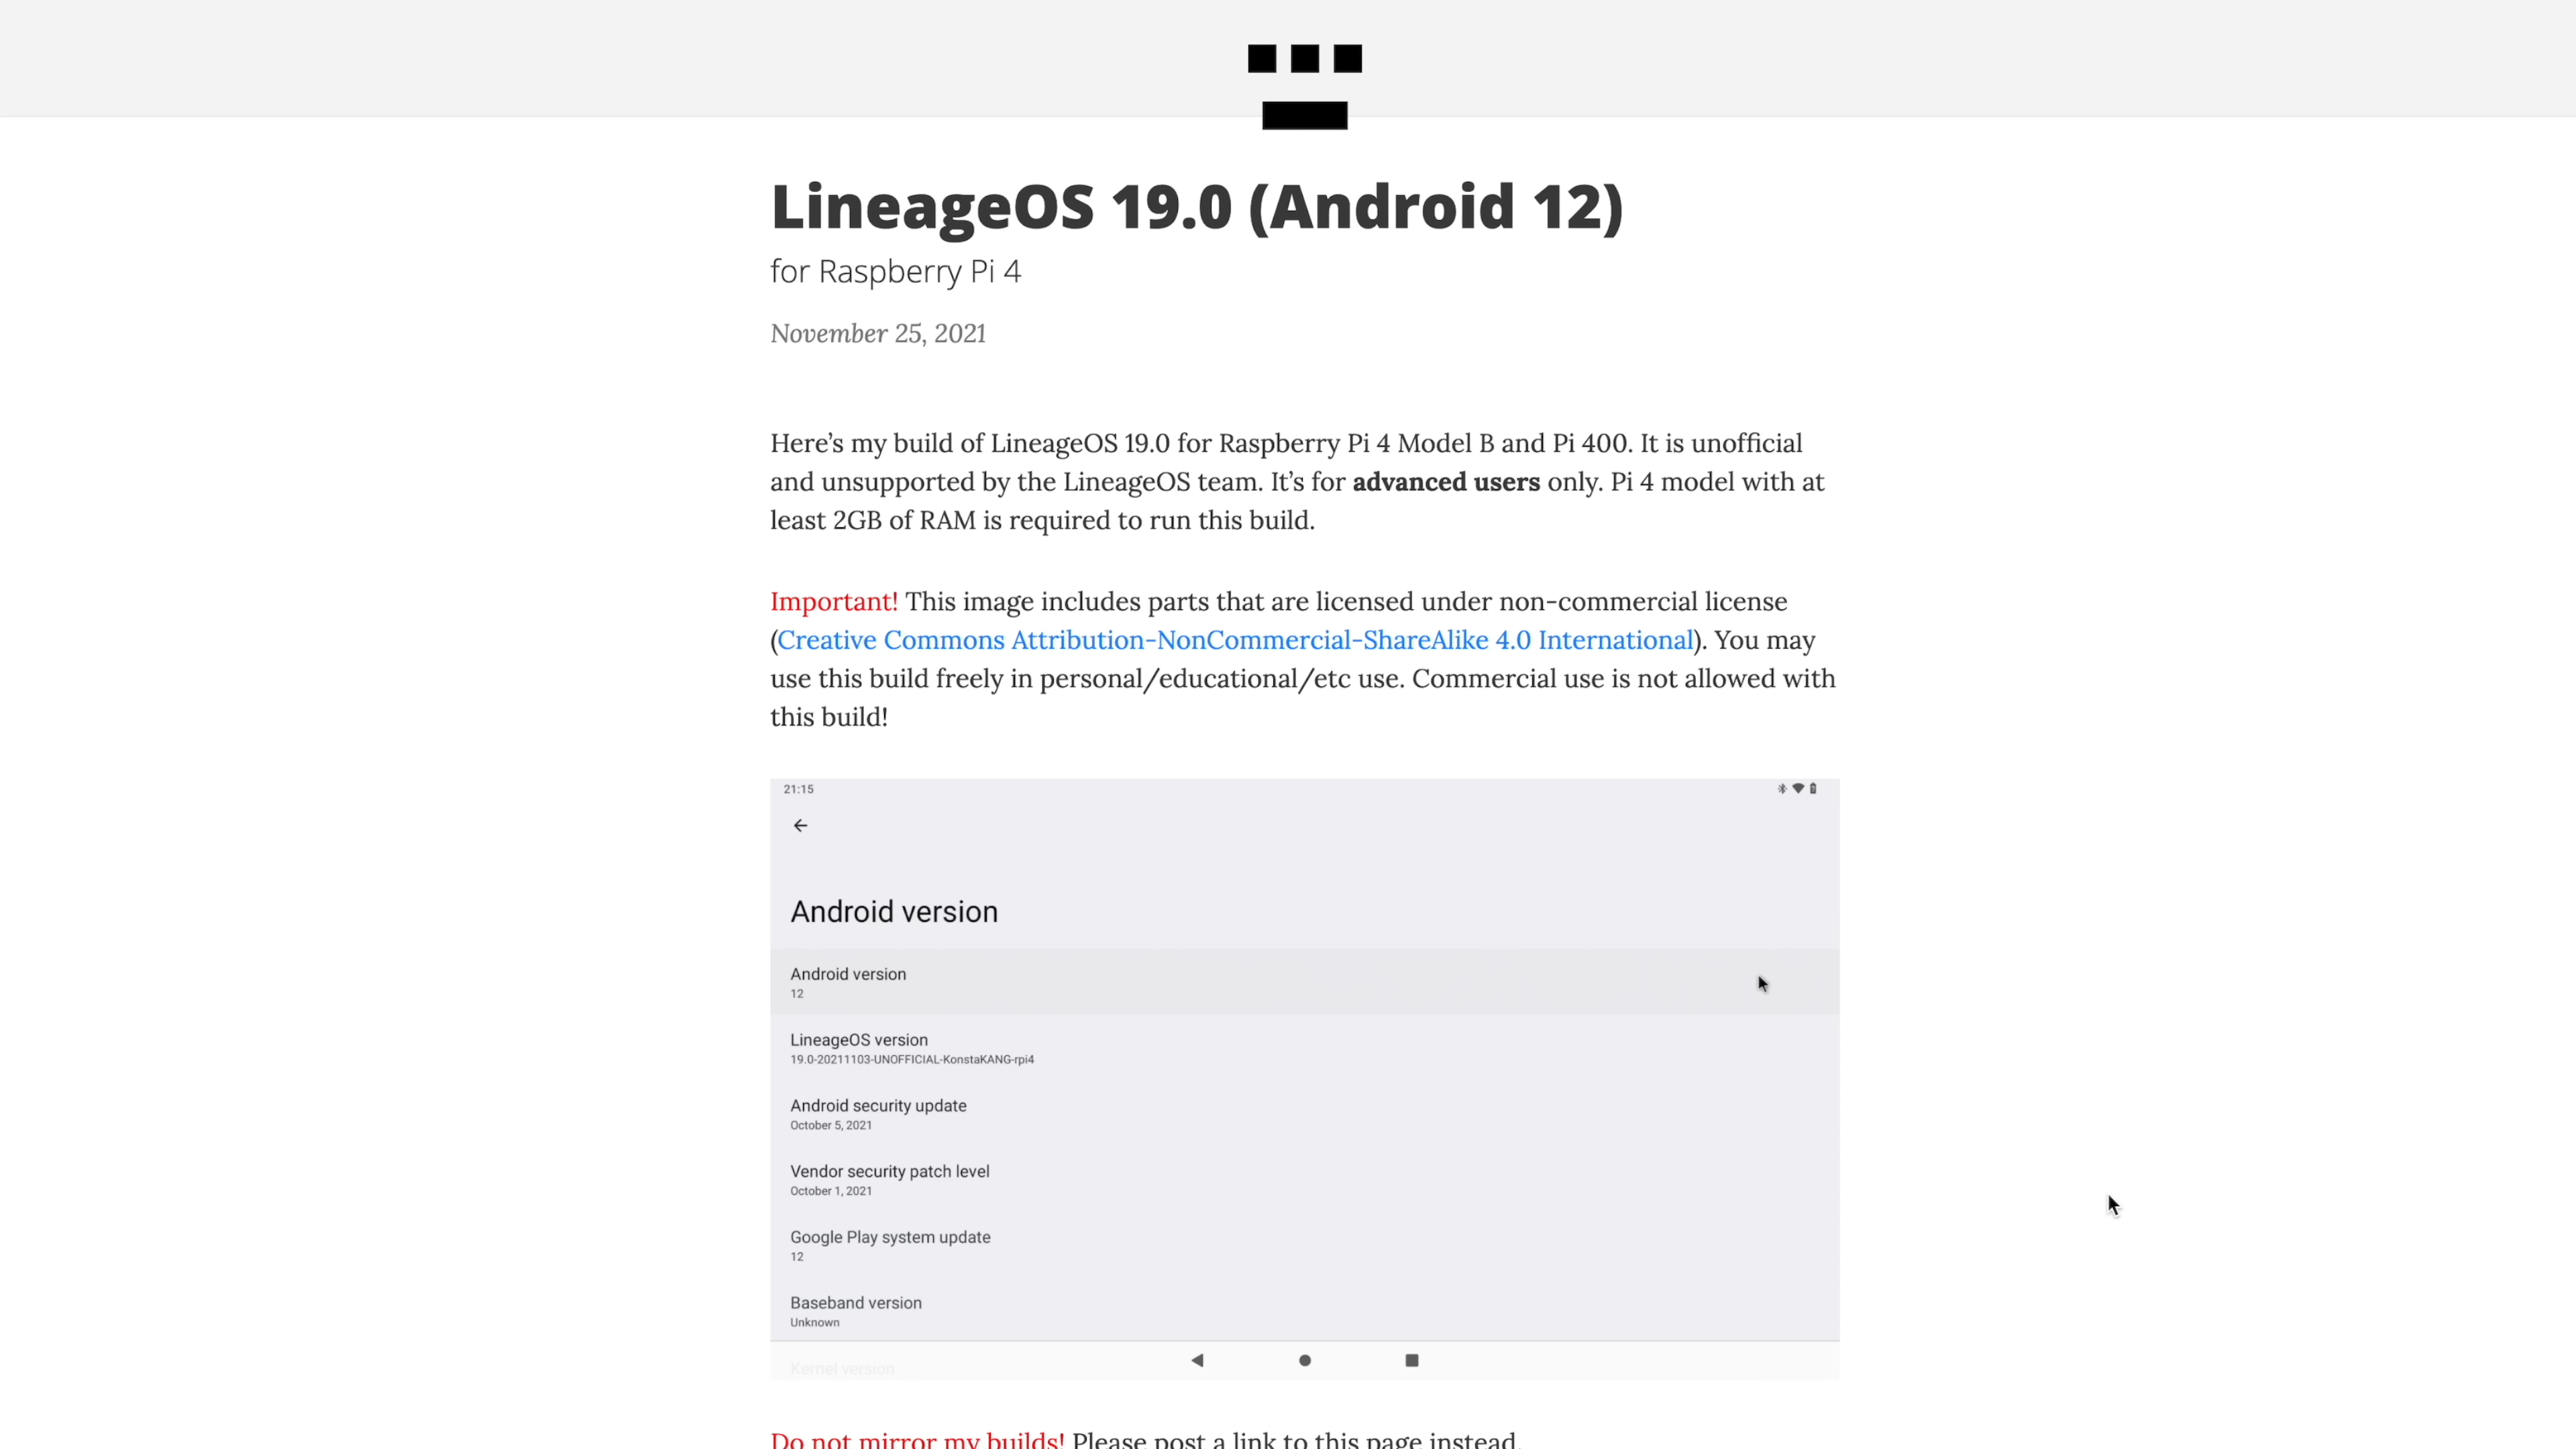 LineageOS 19.0 (Android 12)
for Raspberry Pi 4
November 25, 2021
Here’s my build of LineageOS 19.0 for Raspberry Pi 4 Model B and Pi 400. It is unofficial
and unsupported by the LineageOS team. It’s for advanced users only. Pi 4 model with at
least 2GB of RAM is required to run this build.
Important! This image includes parts that are licensed under non-commercial license
(Creative Commons Attribution-NonCommercial-ShareAlike 4.0 International). You may
use this build freely in personal/educational/etc use. Commercial use is not allowed with
this build!
21:15
Android version
Android version
12
LineageOS version
19.0-20211103-UNOFFICIAL-KonstaKANG-rpi4
Android security update
October 5, 2021
Vendor security patch level
October 1, 2021
Google Play system update
12
Baseband version
Unknown
Kernel version
Do not mirror my builds! Please post a link to this page instead.